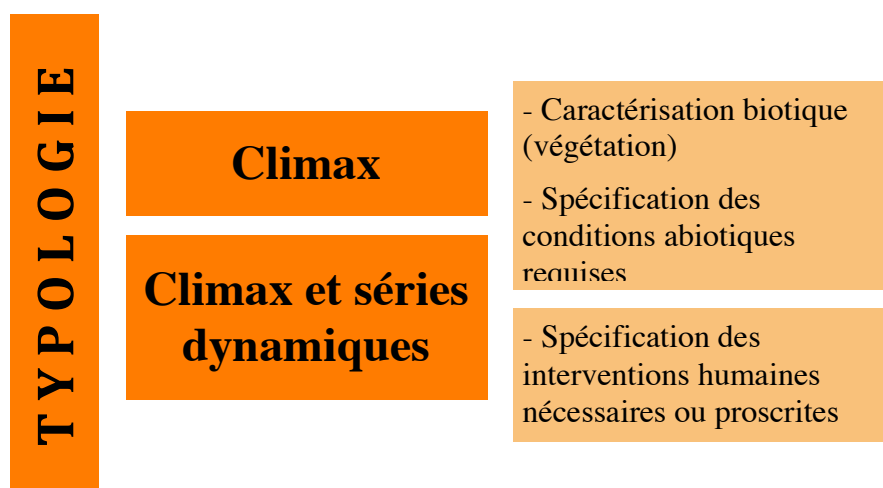 TYPOLOGIE
Climax
Climax et séries
dynamiques
- Caractérisation biotique
(végétation)
- Spécification des
conditions abiotiques
requises
- Spécification des
interventions humaines
nécessaires ou proscrites